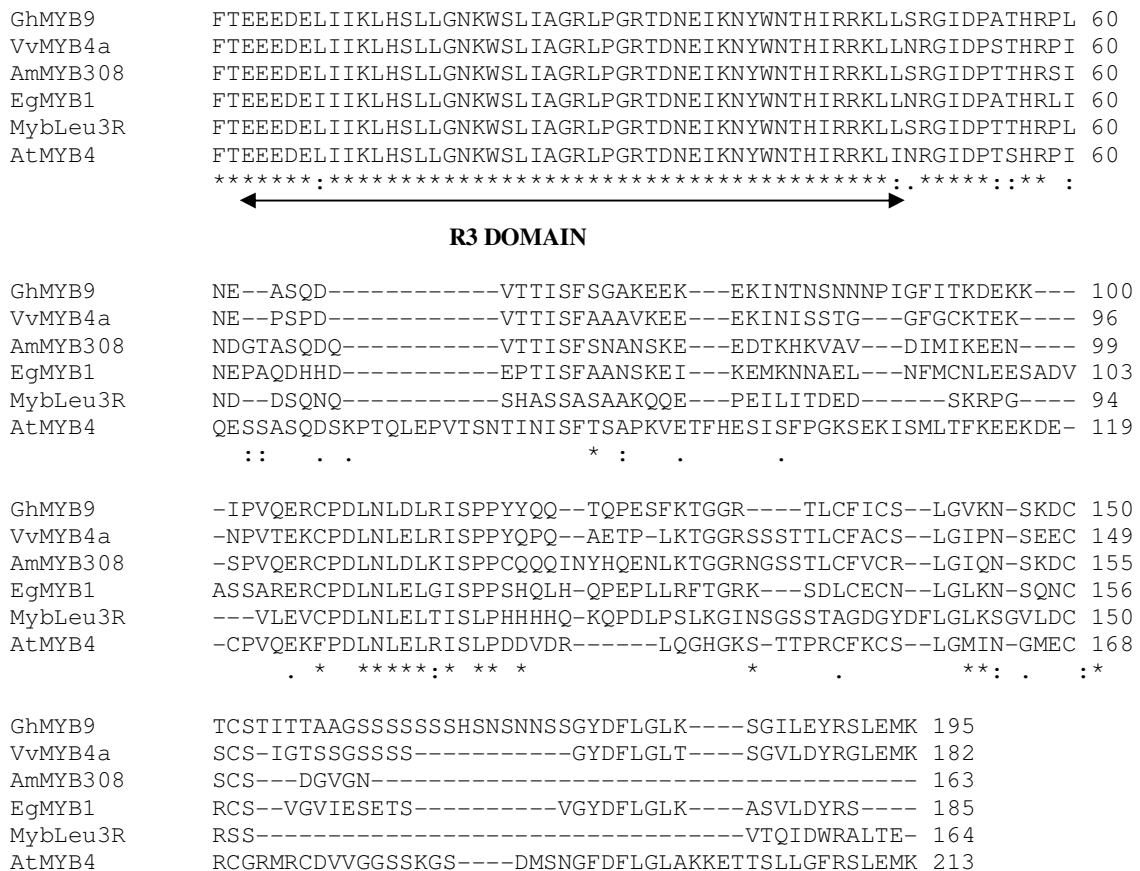 GhMYB9 FTEEEDELIIKLHSLLGNKWSLIAGRLPGRTDNEIKNYWNTHIRRKLLSRGIDPATHRPL 60
VvMYB4a FTEEEDELIIKLHSLLGNKWSLIAGRLPGRTDNEIKNYWNTHIRRKLLNRGIDPSTHRPI 60
AmMYB308 FTEEEDELIIKLHSLLGNKWSLIAGRLPGRTDNEIKNYWNTHIRRKLLNRGIDPTTHRSI 60
EgMYB1 FTEEEDEIIIKLHSLLGNKWSLIAGRLPGRTDNEIKNYWNTHIRRKLLNRGIDPATHRLI 60
MybLeu3R FTEEEDELIIKLHSLLGNKWSLIAGRLPGRTDNEIKNYWNTHIRRKLLSRGIDPTTHRPL 60
AtMYB4 FTEEEDELIIKLHSLLGNKWSLIAGRLPGRTDNEIKNYWNTHIRRKLINRGIDPTSHRPI 60
*******:***************************************:.*****::** :
R3 DOMAIN
GhMYB9 NE--ASQD------------VTTISFSGAKEEK---EKINTNSNNNPIGFITKDEKK--- 100
VvMYB4a NE--PSPD------------VTTISFAAAVKEE---EKINISSTG---GFGCKTEK---- 96
AmMYB308 NDGTASQDQ-----------VTTISFSNANSKE---EDTKHKVAV---DIMIKEEN---- 99
EgMYB1 NEPAQDHHD-----------EPTISFAANSKEI---KEMKNNAEL---NFMCNLEESADV 103
MybLeu3R ND--DSQNQ-----------SHASSASAAKQQE---PEILITDED------SKRPG---- 94
AtMYB4 QESSASQDSKPTQLEPVTSNTINISFTSAPKVETFHESISFPGKSEKISMLTFKEEKDE- 119
:: . . * : . .
GhMYB9 -IPVQERCPDLNLDLRISPPYYQQ--TQPESFKTGGR----TLCFICS--LGVKN-SKDC 150
VvMYB4a -NPVTEKCPDLNLELRISPPYQPQ--AETP-LKTGGRSSSTTLCFACS--LGIPN-SEEC 149
AmMYB308 -SPVQERCPDLNLDLKISPPCQQQINYHQENLKTGGRNGSSTLCFVCR--LGIQN-SKDC 155
EgMYB1 ASSARERCPDLNLELGISPPSHQLH-QPEPLLRFTGRK---SDLCECN--LGLKN-SQNC 156
MybLeu3R ---VLEVCPDLNLELTISLPHHHHQ-KQPDLPSLKGINSGSSTAGDGYDFLGLKSGVLDC 150
AtMYB4 -CPVQEKFPDLNLELRISLPDDVDR------LQGHGKS-TTPRCFKCS--LGMIN-GMEC 168
. * *****:* ** * * . **: . :*
GhMYB9 TCSTITTAAGSSSSSSSHSNSNNSSGYDFLGLK----SGILEYRSLEMK 195
VvMYB4a SCS-IGTSSGSSSS-----------GYDFLGLT----SGVLDYRGLEMK 182
AmMYB308 SCS---DGVGN-------------------------------------- 163
EgMYB1 RCS--VGVIESETS----------VGYDFLGLK----ASVLDYRS---- 185
MybLeu3R RSS----------------------------------VTQIDWRALTE- 164
AtMYB4 RCGRMRCDVVGGSSKGS----DMSNGFDFLGLAKKETTSLLGFRSLEMK 213